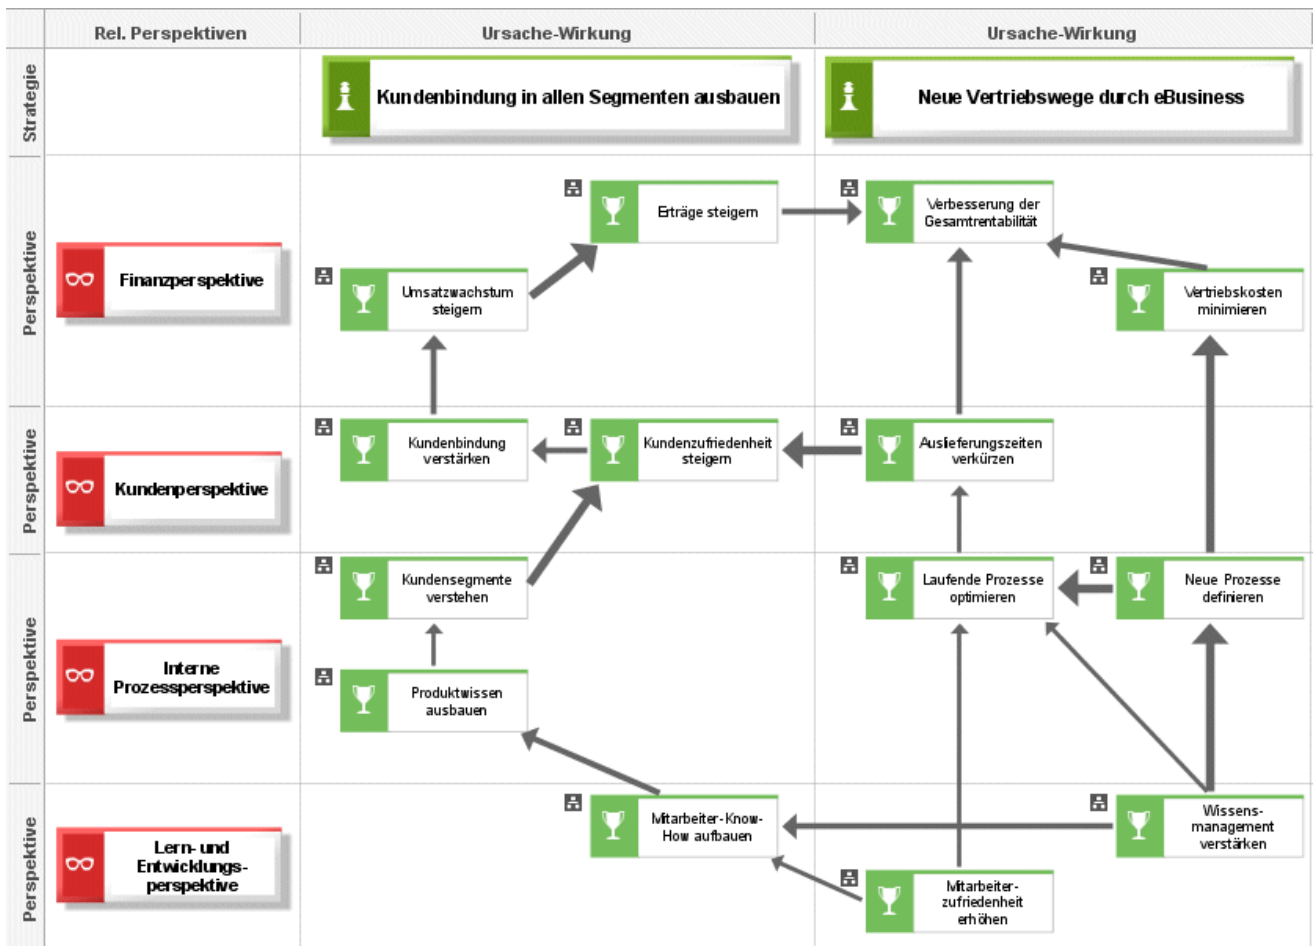 Rel. Perspektiven
Ursache-Wirkung
Ursache-Wirkung
Strategie
Kundenbindung in allen Segmenten ausbauen
Neue Vertriebswege durch eBusiness
Perspektive
Finanzperspektive
Erträge steigern
Verbesserung der
Gesamtrentabilität
Umsatzwachstum
steigern
Vertriebskosten
minimieren
Perspektive
Kundenperspektive
Kundenbindung
verstärken
Kundenzufriedenheit
steigern
Auslieferungszeiten
verkürzen
Perspektive
Interne
Prozessperspektive
Kundensegmente
verstehen
Laufende Prozesse
optimieren
Neue Prozesse
definieren
Produktwissen
ausbauen
Perspektive
Lern- und
Entwicklungs-
perspektive
Mitarbeiter-Know-
How aufbauen
Wissens-
management
verstärken
Mitarbeiter-
zufriedenheit
erhöhen